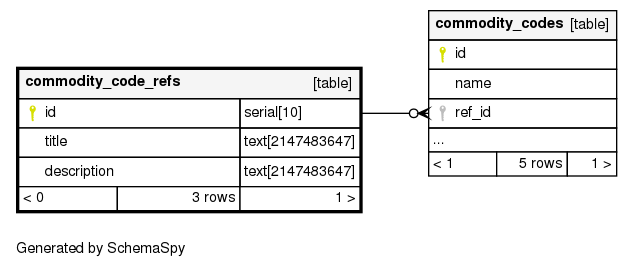 commodity_codes [table]
id
name
ref_id
...
< 1 5 rows 1 >
commodity_code_refs [table]
id serial[10]
title text[2147483647]
description text[2147483647]
< 0 3 rows 1 >
Generated by SchemaSpy